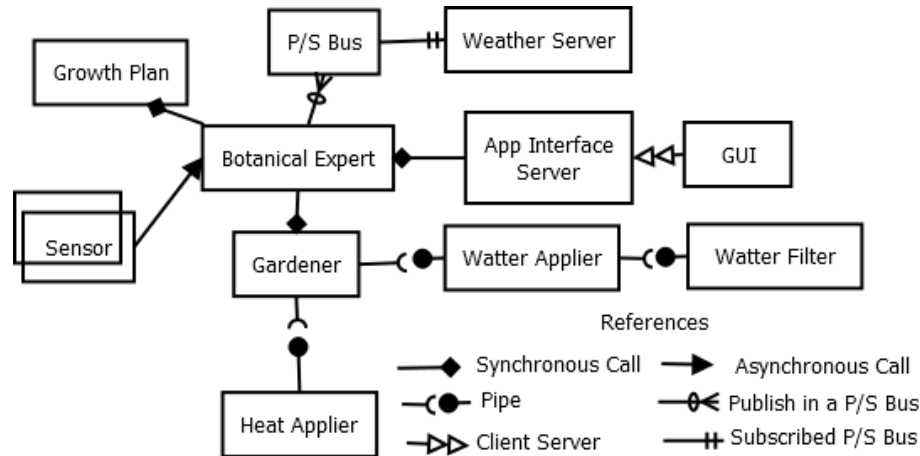 P/S Bus
Weather Server
Growth Plan
Botanical Expert
App Interface
Server
GUI
Sensor
Gardener
Watter Applier
Watter Filter
References
Synchronous Call
Asynchronous Call
Pipe
Publish in a P/S Bus
Heat Applier
Client Server
Subscribed P/S Bus